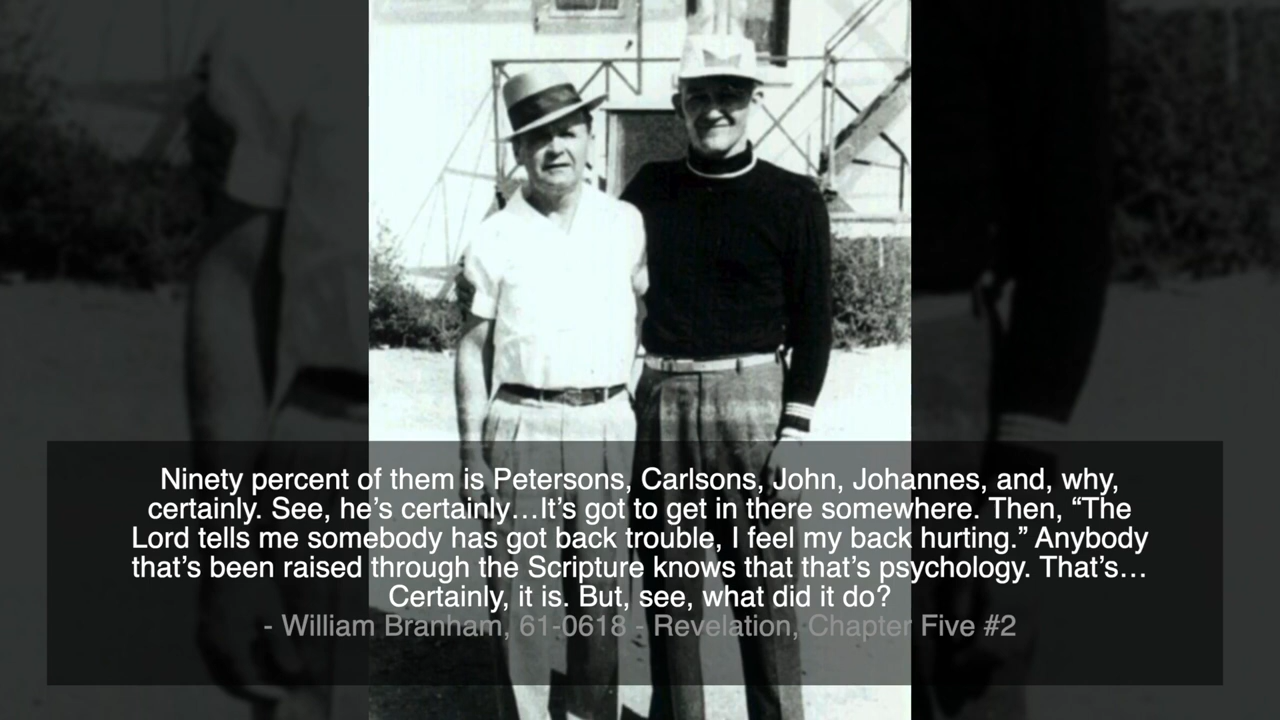 Ninety percent of them is Petersons, Carlsons, John, Johannes, and, why,
certainly. See, he’s certainly…It’s got to get in there somewhere. Then, “The
Lord tells me somebody has got back trouble, I feel my back hurting.” Anybody
that’s been raised through the Scripture knows that that’s psychology. That’s…
Certainly, it is. But, see, what did it do?
- William Branham, 61-0618 - Revelation, Chapter Five #2